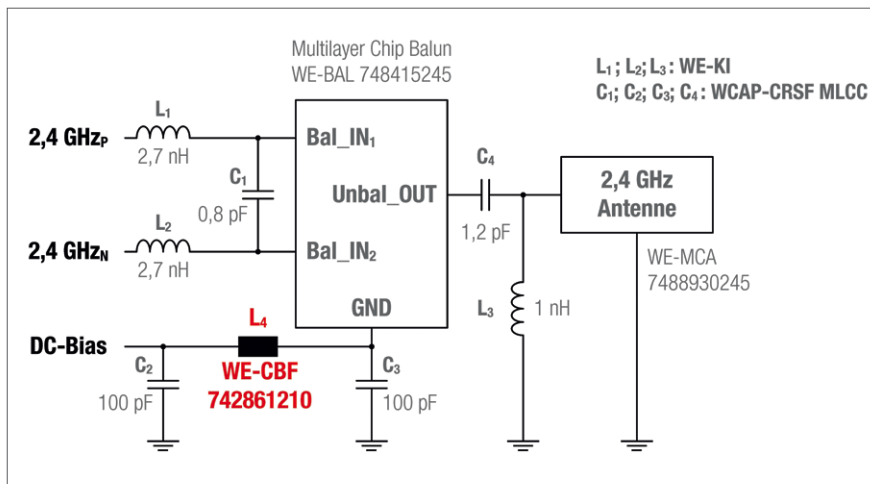 Multilayer Chip Balun
WE-BAL 748415245
L₁ ; L₂; L₃ : WE-KI
C₁; C₂; C₃; C₄ : WCAP-CRSF MLCC
L₁
2,4 GHzₚ
2,7 nH
Bal_IN₁
C₁
0,8 pF
Unbal_OUT
C₄
1,2 pF
2,4 GHz
Antenne
2,4 GHz_N
L₂
2,7 nH
Bal_IN₂
WE-MCA
7488930245
GND
L₃
1 nH
L₄
DC-Bias
WE-CBF
742861210
C₂
100 pF
C₃
100 pF